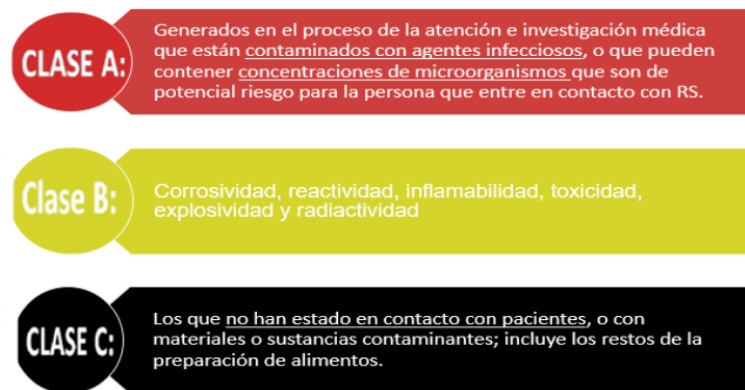 CLASE A:
Generados en el proceso de la atención e investigación médica
que están contaminados con agentes infecciosos, o que pueden
contener concentraciones de microorganismos que son de
potencial riesgo para la persona que entre en contacto con RS.
Clase B:
Corrosividad, reactividad, inflamabilidad, toxicidad,
explosividad y radiactividad
CLASE C:
Los que no han estado en contacto con pacientes, o con
materiales o sustancias contaminantes; incluye los restos de la
preparación de alimentos.